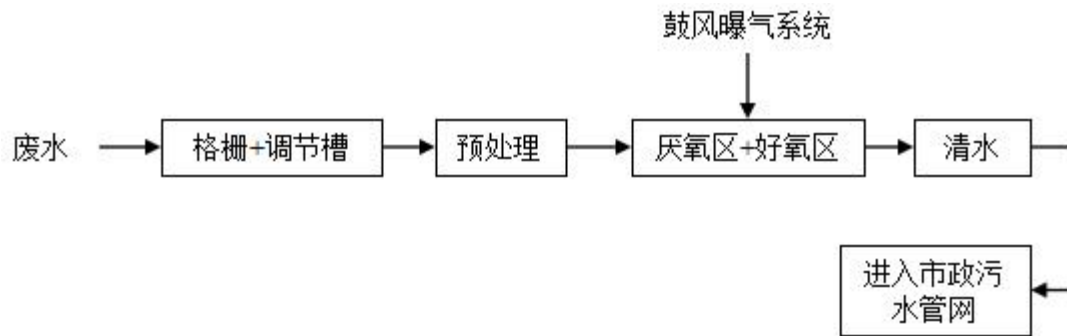 鼓风曝气系统
废水
格栅+调节槽
预处理
厌氧区+好氧区
清水
进入市政污
水管网